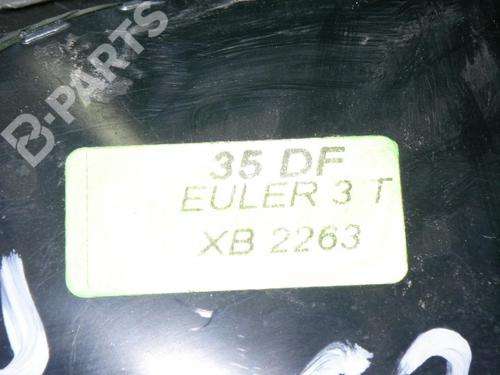 B-PARTS
35 DF
EULER 3 T
XB 2263